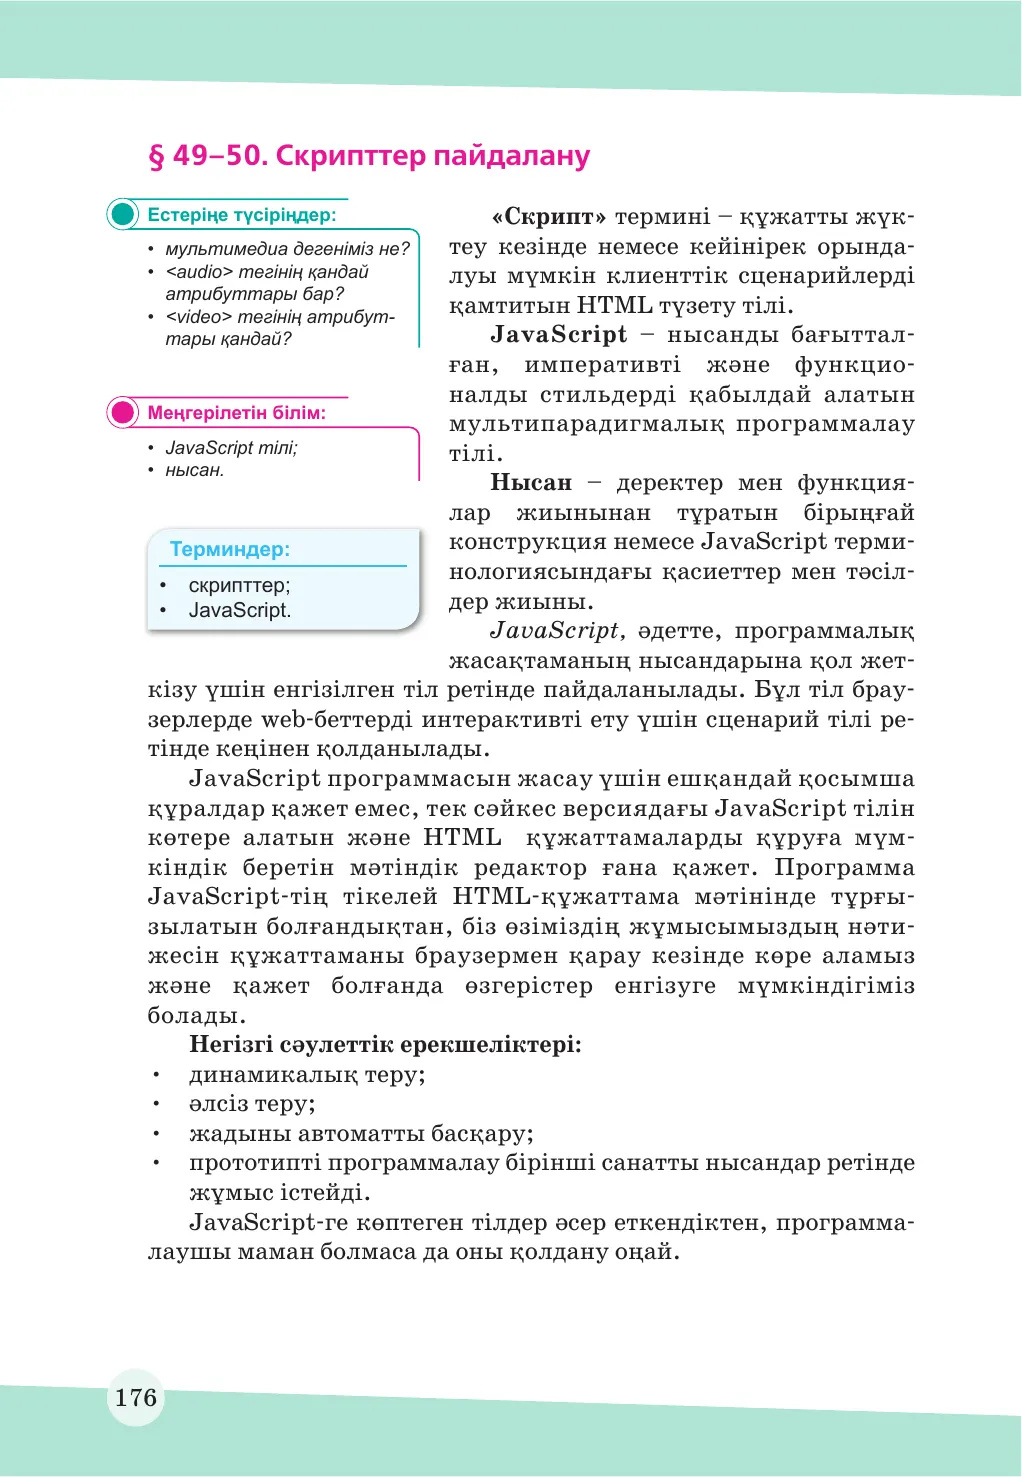 § 49–50. Скрипттер пайдалану
Естеріңе түсіріңдер:
• мультимедиа дегеніміз не?
• <audio> тегінің қандай
атрибуттары бар?
• <video> тегінің атрибут-
тары қандай?
Меңгерілетін білім:
• JavaScript тілі;
• нысан.
Терминдер:
• скрипттер;
• JavaScript.
«Скрипт» термині – құжатты жүк-
теу кезінде немесе кейінірек орында-
луы мүмкін клиенттік сценарийлерді
қамтитын HTML түзету тілі.
JavaScript – нысанды бағыттал-
ған, императивті және функцио-
налды стильдерді қабылдай алатын
мультипарадигмалық программалау
тілі.
Нысан – деректер мен функция-
лар жиынынан тұратын бірыңғай
конструкция немесе JavaScript терми-
нологиясындағы қасиеттер мен тәсіл-
дер жиыны.
JavaScript, әдетте, программалық
жасақтаманың нысандарына қол жет-
кізу үшін енгізілген тіл ретінде пайдаланылады. Бұл тіл брау-
зерлерде web-беттерді интерактивті ету үшін сценарий тілі ре-
тінде кеңінен қолданылады.
JavaScript программасын жасау үшін ешқандай қосымша
құралдар қажет емес, тек сәйкес версиядағы JavaScript тілін
көтере алатын және HTML құжаттамаларды құруға мүм-
кіндік беретін мәтіндік редактор ғана қажет. Программа
JavaScript-тің тікелей HTML-құжаттама мәтінінде тұрғы-
зылатын болғандықтан, біз өзіміздің жұмысымыздың нәти-
жесін құжаттаманы браузермен қарау кезінде көре аламыз
және қажет болғанда өзгерістер енгізуге мүмкіндігіміз
болады.
Негізгі сәулеттік ерекшеліктері:
• динамикалық теру;
• әлсіз теру;
• жадыны автоматты басқару;
• прототипті программалау бірінші санатты нысандар ретінде
жұмыс істейді.
JavaScript-ге көптеген тілдер әсер еткендіктен, программа-
лаушы маман болмаса да оны қолдану оңай.
176